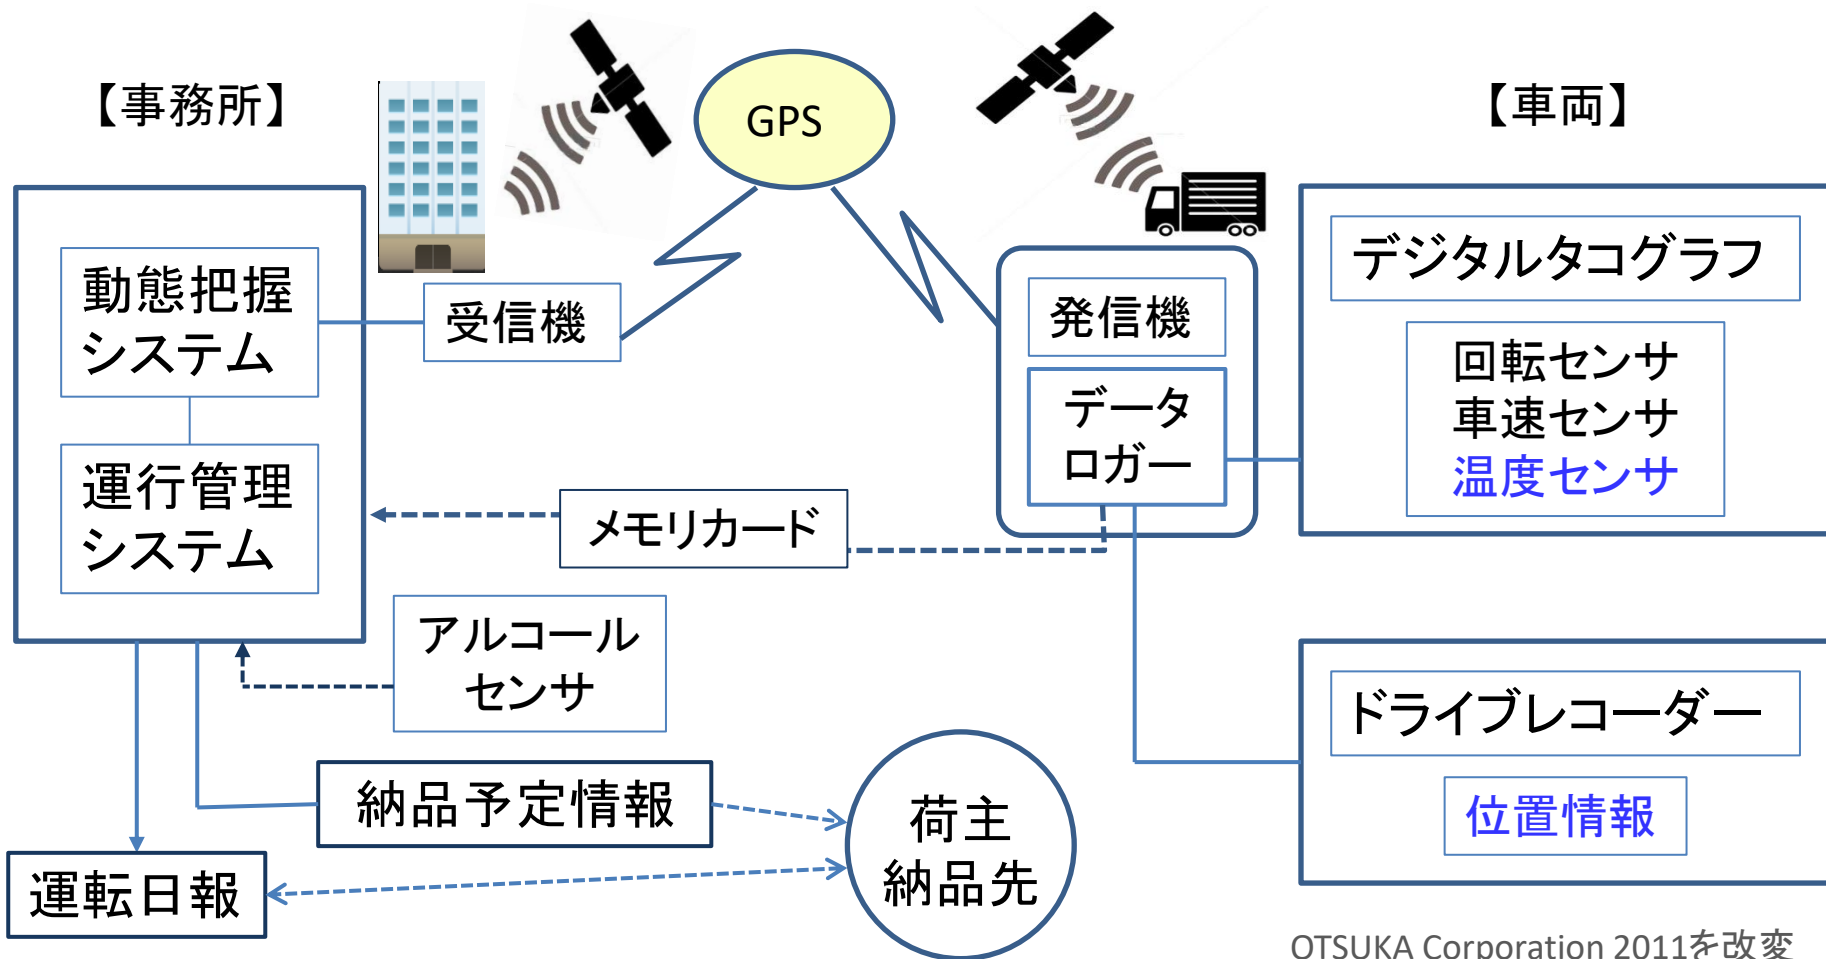 【事務所】
GPS
【車両】
動態把握
システム
受信機
発信機
データ
ロガー
デジタルタコグラフ
回転センサ
車速センサ
温度センサ
運行管理
システム
メモリカード
アルコール
センサ
ドライブレコーダー
位置情報
納品予定情報
荷主
納品先
運転日報
OTSUKA Corporation 2011を改変